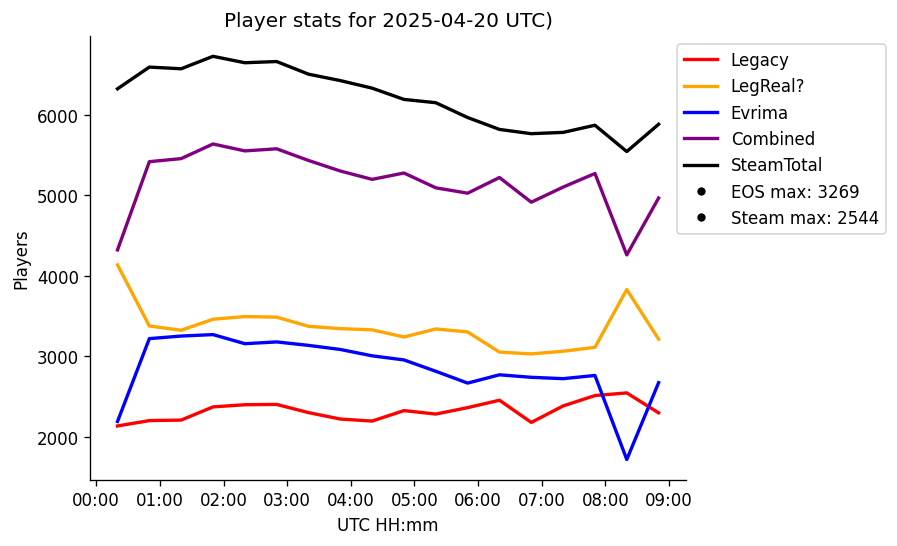 Player stats for 2025-04-20 UTC)
Players
6000
5000
4000
3000
2000
00:00 01:00 02:00 03:00 04:00 05:00 06:00 07:00 08:00 09:00
UTC HH:mm
Legacy
LegReal?
Evrima
Combined
SteamTotal
EOS max: 3269
Steam max: 2544